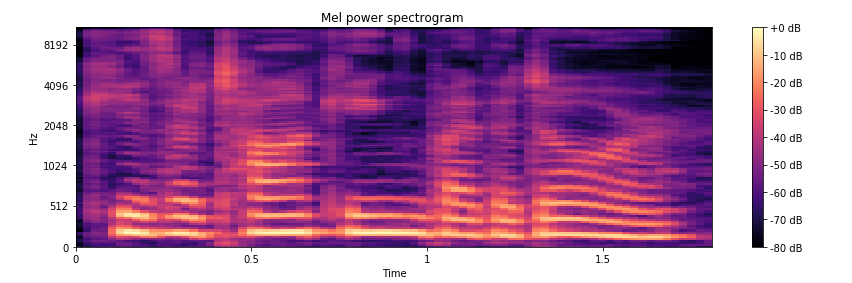 Mel power spectrogram
Hz
8192
4096
2048
1024
512
0
0
0.5
1
1.5
Time
+0 dB
-10 dB
-20 dB
-30 dB
-40 dB
-50 dB
-60 dB
-70 dB
-80 dB